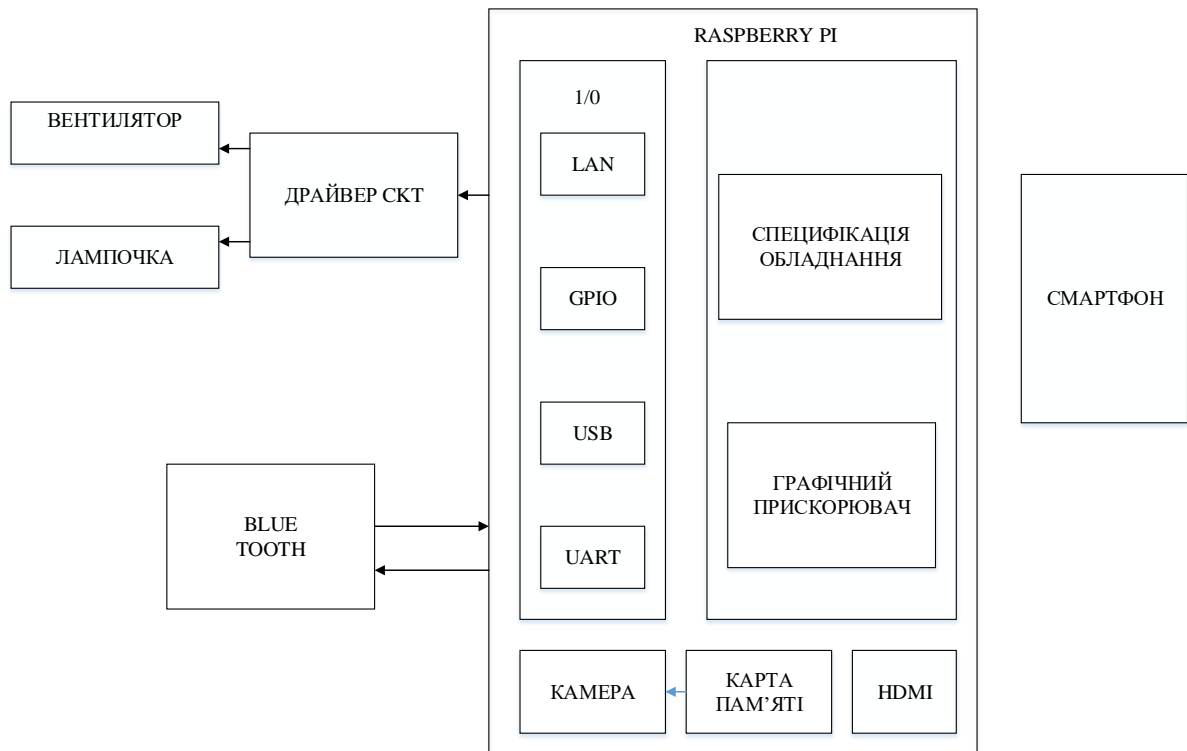 RASPBERRY PI
ВЕНТИЛЯТОР
ЛАМПОЧКА
ДРАЙВЕР СКТ
BLUE
TOOTH
1/0
LAN
GPIO
USB
UART
СПЕЦИФІКАЦІЯ
ОБЛАДНАННЯ
ГРАФІЧНИЙ
ПРИСКОРЮВАЧ
КАМЕРА
КАРТА
ПАМ’ЯТІ
HDMI
СМАРТФОН